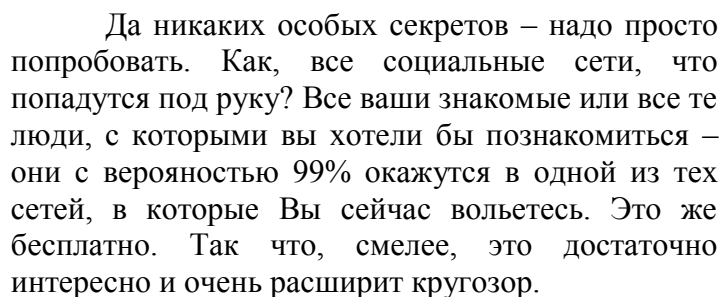 Да никаких особых секретов – надо просто
попробовать. Как, все социальные сети, что
попадутся под руку? Все ваши знакомые или все те
люди, с которыми вы хотели бы познакомиться –
они с верояностью 99% окажутся в одной из тех
сетей, в которые Вы сейчас вольетесь. Это же
бесплатно. Так что, смелее, это достаточно
интересно и очень расширит кругозор.